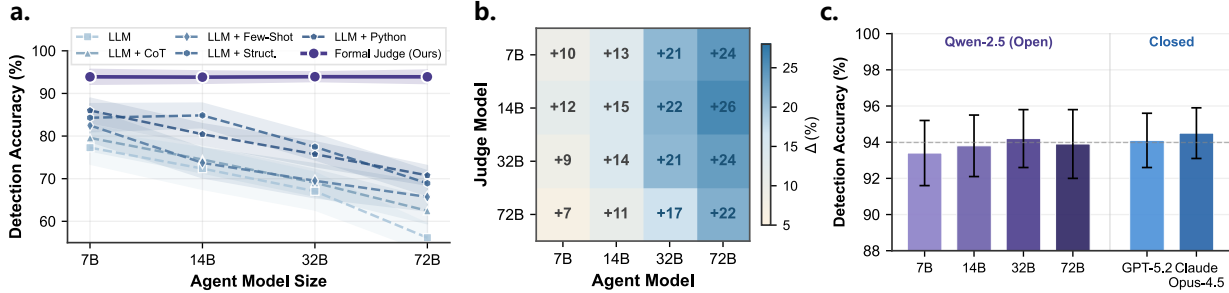 a.
LLM
LLM + Few-Shot
LLM + Python
LLM + CoT
LLM + Struct.
Formal Judge (Ours)
Detection Accuracy (%)
100
90
80
70
60
7B
14B
32B
72B
Agent Model Size
b.
Judge Model
7B
+10
+13
+21
+24
14B
+12
+15
+22
+26
32B
+9
+14
+21
+24
72B
+7
+11
+17
+22
7B
14B
32B
72B
Agent Model
25
20
15
10
5
Δ (%)
c.
Qwen-2.5 (Open)
Closed
Detection Accuracy (%)
100
98
96
94
92
90
88
7B
14B
32B
72B
GPT-5.2
Claude
Opus-4.5